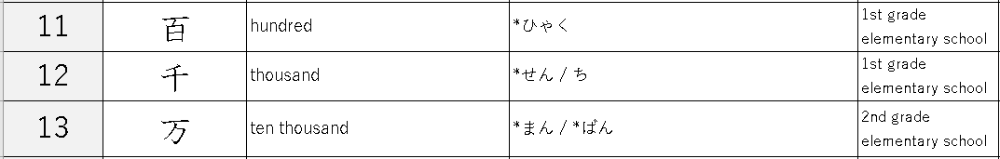 11 百 hundred *ひゃく 1st grade elementary school
12 千 thousand *せん / ち 1st grade elementary school
13 万 ten thousand *まん / *ばん 2nd grade elementary school